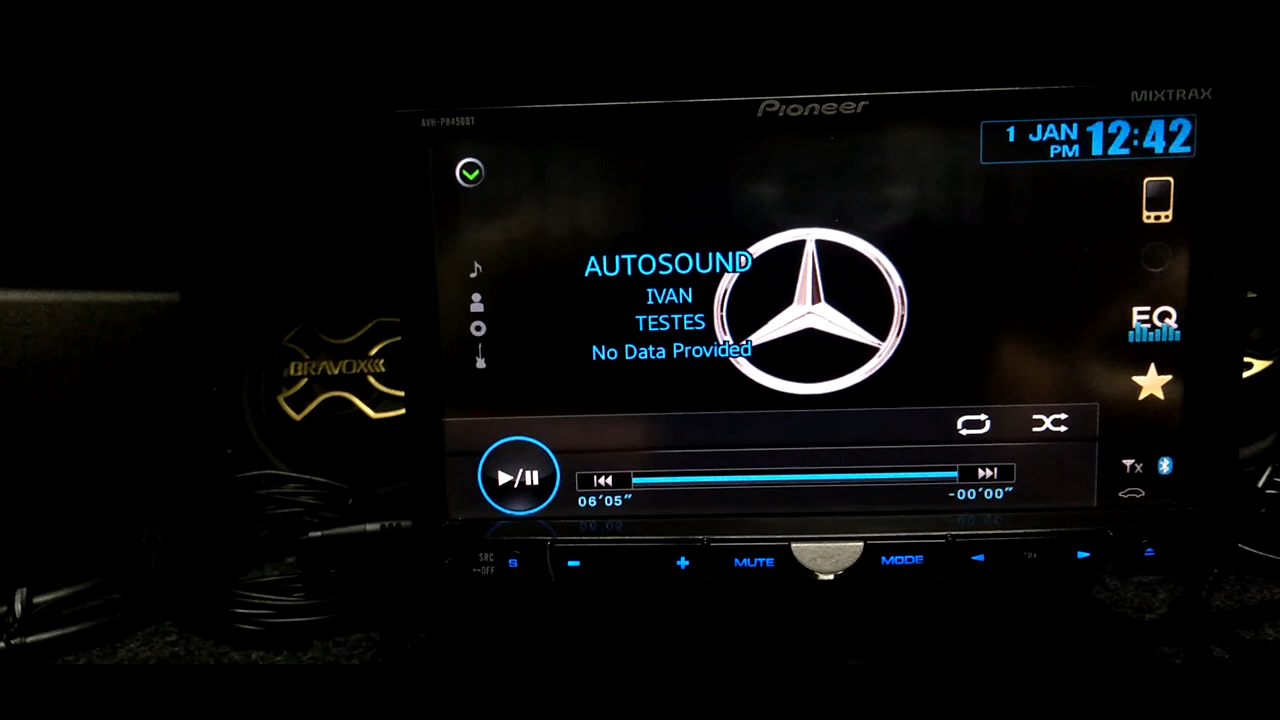 Pioneer
MIXTRAX
AVH-P8450BT
1 JAN
PM 12:42
AUTOSOUND
IVAN
TESTES
No Data Provided
BRAVOX
EQ
Tx
06'05"
-00'00"
SRC
OFF
S
MUTE
MODE